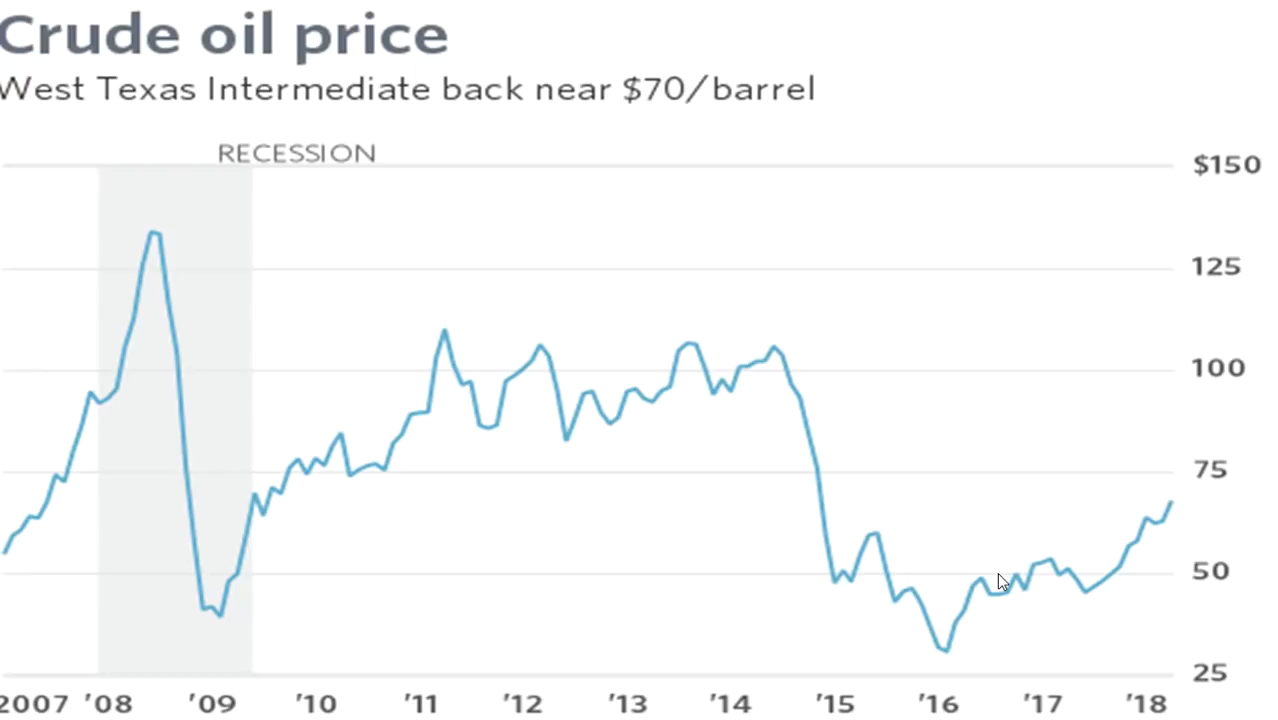 Crude oil price
West Texas Intermediate back near $70/barrel
RECESSION
$150
125
100
75
50
25
2007 '08 '09 '10 '11 '12 '13 '14 '15 '16 '17 '18